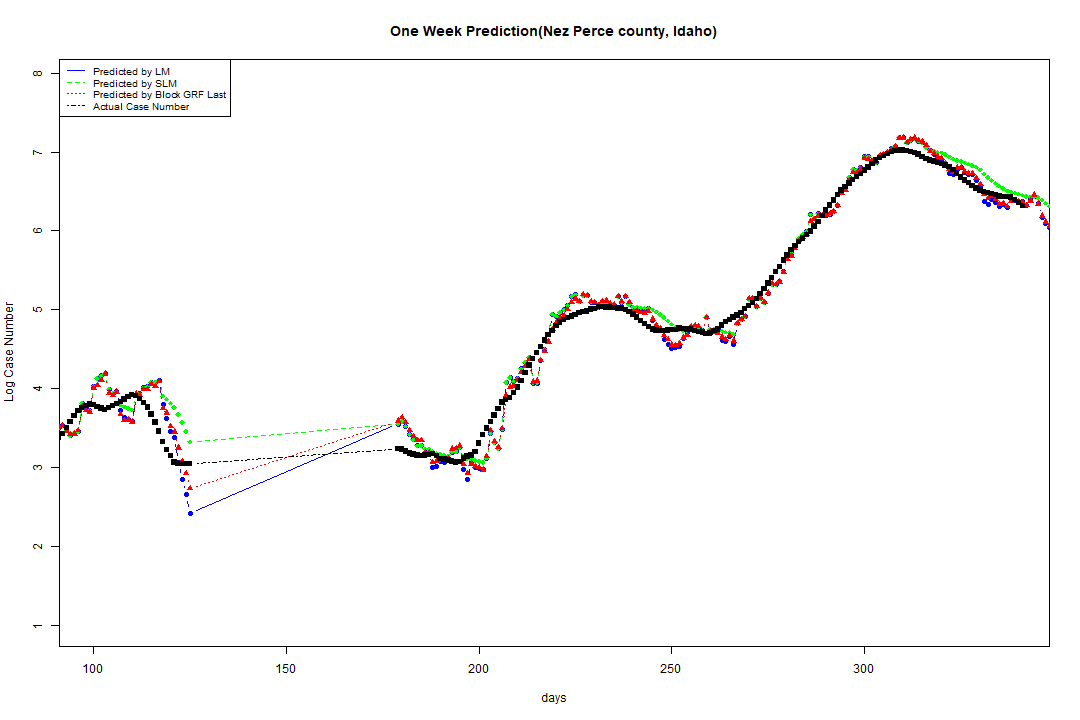 One Week Prediction(Nez Perce county, Idaho)
Predicted by LM
Predicted by SLM
Predicted by Block GRF Last
Actual Case Number
8
7
6
5
4
3
2
1
Log Case Number
100 150 200 250 300
days